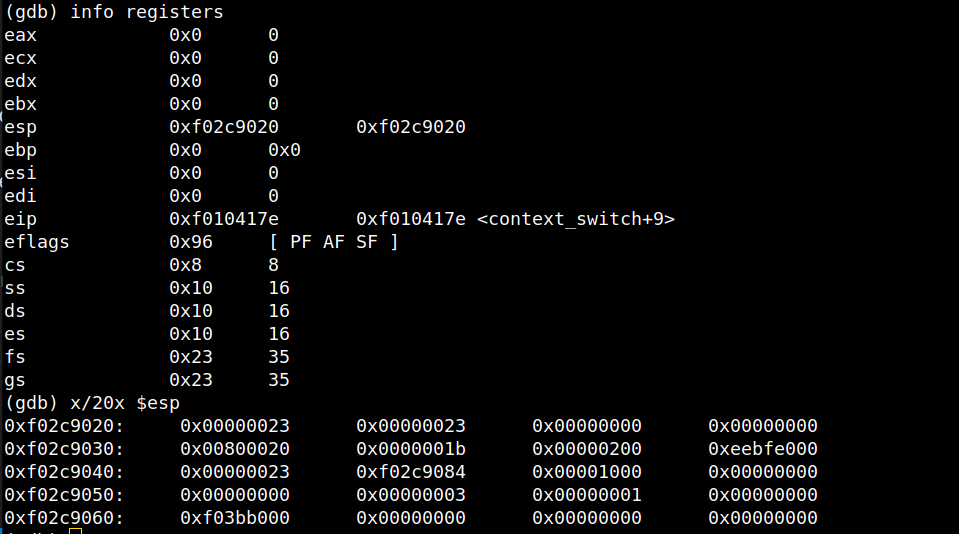 (gdb) info registers
eax 0x0 0
ecx 0x0 0
edx 0x0 0
ebx 0x0 0
esp 0xf02c9020 0xf02c9020
ebp 0x0 0x0
esi 0x0 0
edi 0x0 0
eip 0xf010417e 0xf010417e <context_switch+9>
eflags 0x96 [ PF AF SF ]
cs 0x8 8
ss 0x10 16
ds 0x10 16
es 0x10 16
fs 0x23 35
gs 0x23 35
(gdb) x/20x $esp
0xf02c9020: 0x00000023 0x00000023 0x00000000 0x00000000
0xf02c9030: 0x00800020 0x0000001b 0x00000200 0xeebfe000
0xf02c9040: 0x00000023 0xf02c9084 0x00001000 0x00000000
0xf02c9050: 0x00000000 0x00000003 0x00000001 0x00000000
0xf02c9060: 0xf03bb000 0x00000000 0x00000000 0x00000000